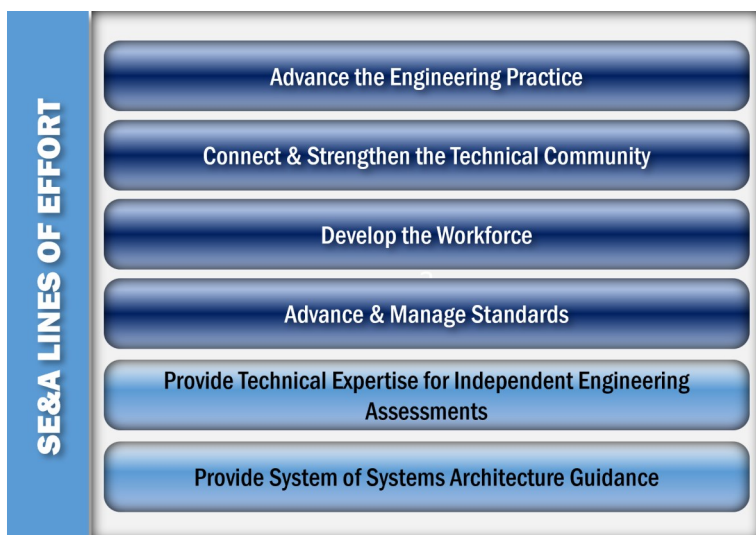 SE&A LINES OF EFFORT
Advance the Engineering Practice
Connect & Strengthen the Technical Community
Develop the Workforce
Advance & Manage Standards
Provide Technical Expertise for Independent Engineering
Assessments
Provide System of Systems Architecture Guidance